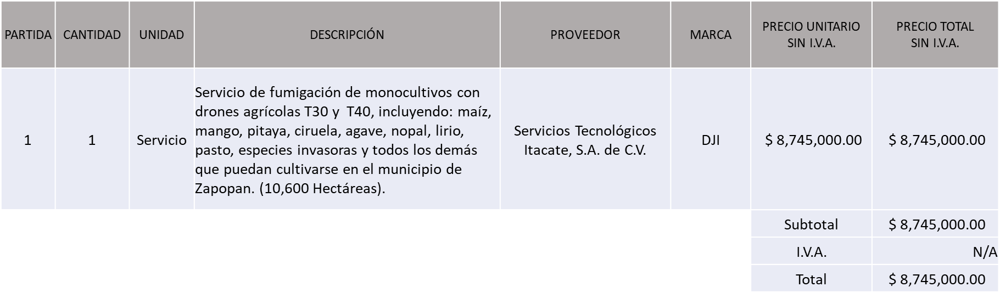 PARTIDA
CANTIDAD
UNIDAD
DESCRIPCIÓN
PROVEEDOR
MARCA
PRECIO UNITARIO
SIN I.V.A.
PRECIO TOTAL
SIN I.V.A.
1
1
Servicio
Servicio de fumigación de monocultivos con
drones agrícolas T30 y T40, incluyendo: maíz,
mango, pitaya, ciruela, agave, nopal, lirio,
pasto, especies invasoras y todos los demás
que puedan cultivarse en el municipio de
Zapopan. (10,600 Hectáreas).
Servicios Tecnológicos
Itacate, S.A. de C.V.
DJI
$ 8,745,000.00
$ 8,745,000.00
Subtotal
$ 8,745,000.00
I.V.A.
N/A
Total
$ 8,745,000.00